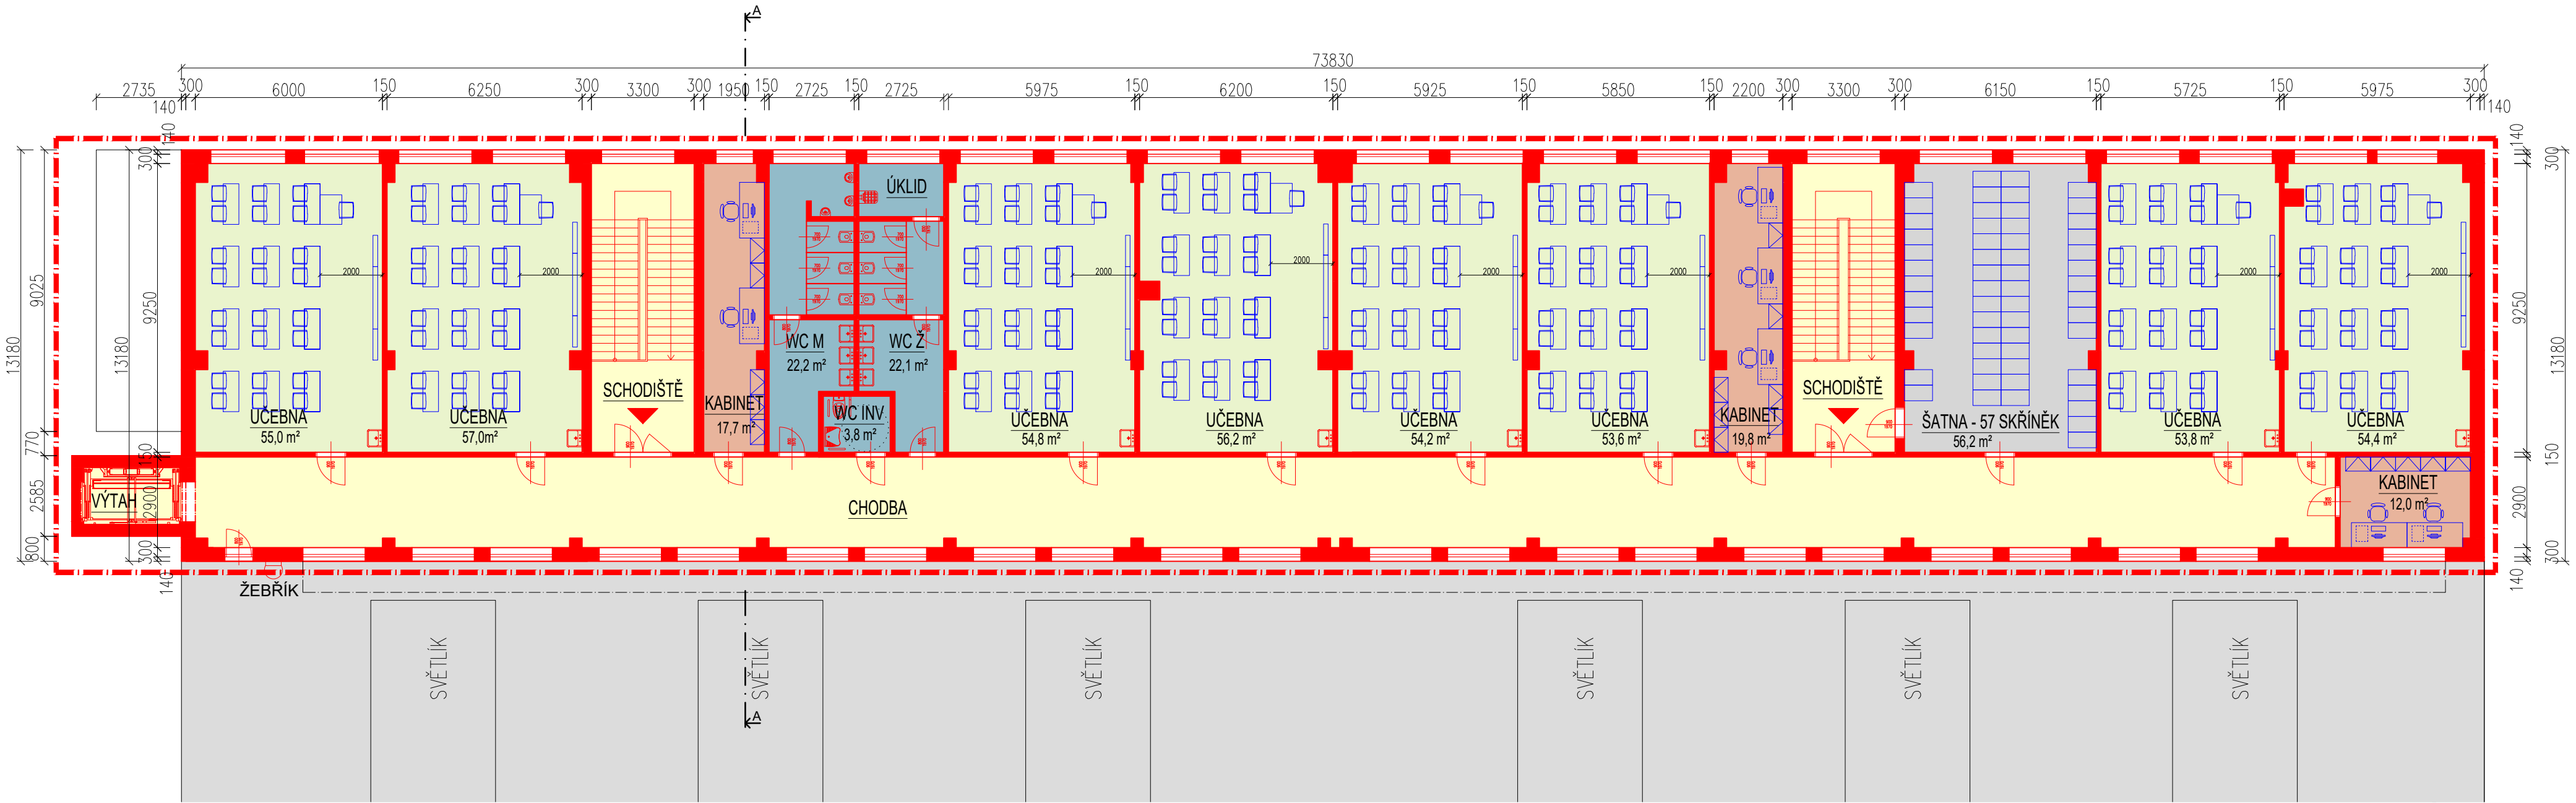 A
73830
2735
140
300
6000
150
6250
300
3300
300
1950
150
2725
150
2725
5975
150
6200
150
5925
150
5850
150
2200
300
3300
300
6150
150
5725
150
5975
300
140
13180
9025
7770
2585
800
13180
140
300
9250
150
2900
300
140
UČEBNA
55,0 m²
2000
UČEBNA
57,0m²
2000
SCHODIŠTĚ
KABINET
17,7 m²
WC M
22,2 m²
ÚKLID
WC Ž
22,1 m²
WC INV
3,8 m²
UČEBNA
54,8 m²
2000
UČEBNA
56,2 m²
2000
UČEBNA
54,2 m²
2000
UČEBNA
53,6 m²
2000
KABINET
19,8 m²
SCHODIŠTĚ
ŠATNA - 57 SKŘÍNĚK
56,2 m²
UČEBNA
53,8 m²
2000
UČEBNA
54,4 m²
2000
VÝTAH
CHODBA
KABINET
12,0 m²
140
300
9250
150
2900
300
140
13180
ŽEBŘÍK
SVĚTLÍK
SVĚTLÍK
SVĚTLÍK
SVĚTLÍK
SVĚTLÍK
SVĚTLÍK
A